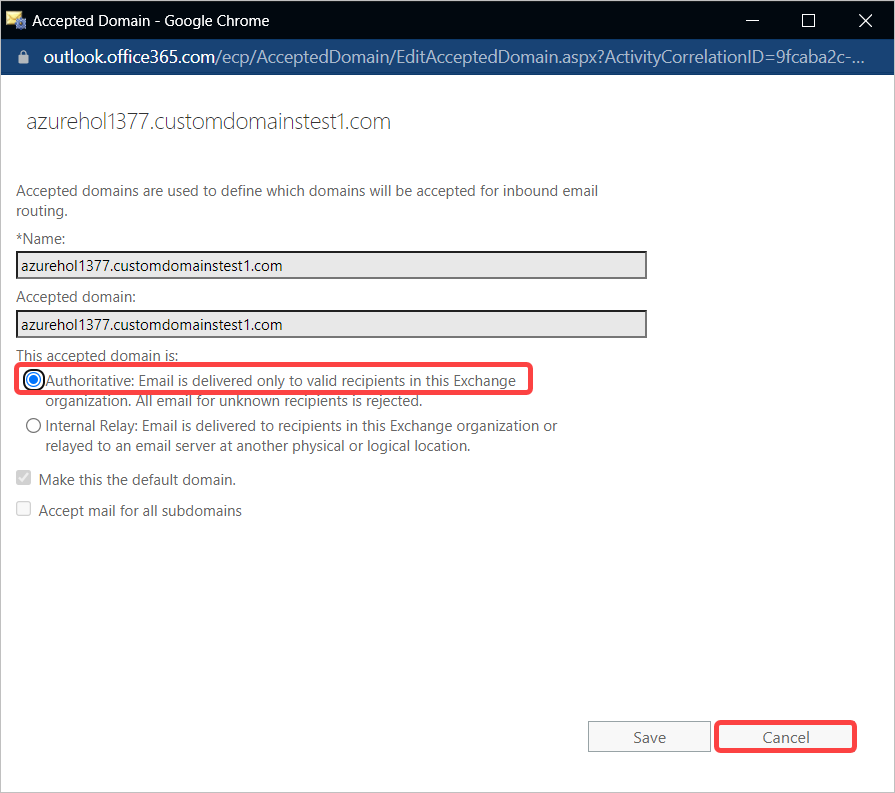 Accepted Domain - Google Chrome
outlook.office365.com/ecp/AcceptedDomain/EditAcceptedDomain.aspx?ActivityCorrelationID=9fcaba2c-...
azurehol1377.customdomainstest1.com
Accepted domains are used to define which domains will be accepted for inbound email
routing.
*Name:
azurehol1377.customdomainstest1.com
Accepted domain:
azurehol1377.customdomainstest1.com
This accepted domain is:
Authoritative: Email is delivered only to valid recipients in this Exchange
organization. All email for unknown recipients is rejected.
Internal Relay: Email is delivered to recipients in this Exchange organization or
relayed to an email server at another physical or logical location.
Make this the default domain.
Accept mail for all subdomains
Save Cancel